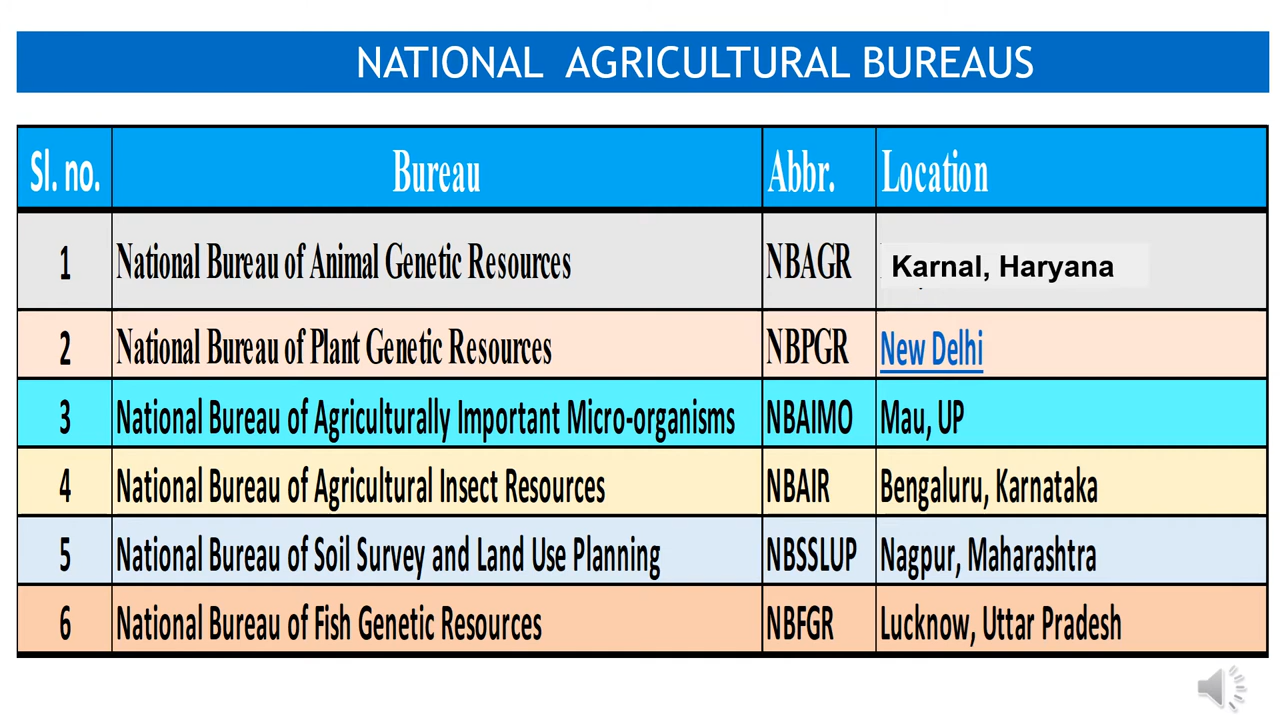 NATIONAL AGRICULTURAL BUREAUS
Sl. no. Bureau Abbr. Location
1 National Bureau of Animal Genetic Resources NBAGR Karnal, Haryana
2 National Bureau of Plant Genetic Resources NBPGR New Delhi
3 National Bureau of Agriculturally Important Micro-organisms NBAIMO Mau, UP
4 National Bureau of Agricultural Insect Resources NBAIR Bengaluru, Karnataka
5 National Bureau of Soil Survey and Land Use Planning NBSSLUP Nagpur, Maharashtra
6 National Bureau of Fish Genetic Resources NBFGR Lucknow, Uttar Pradesh